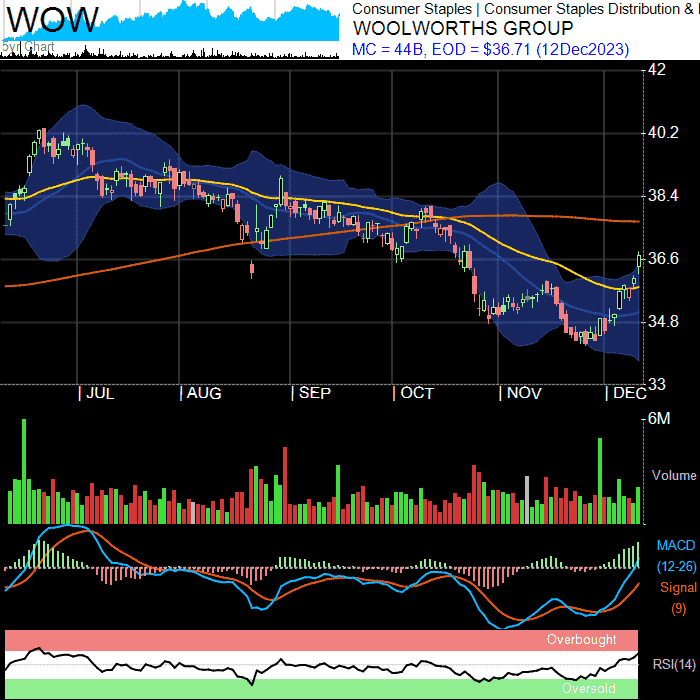 WOW
5yr Chart
Consumer Staples | Consumer Staples Distribution &
WOOLWORTHS GROUP
MC = 44B, EOD = $36.71 (12Dec2023)
42
40.2
38.4
36.6
34.8
33
JUL AUG SEP OCT NOV DEC
6M
Volume
MACD
(12-26)
Signal
(9)
Overbought
RSI(14)
Oversold